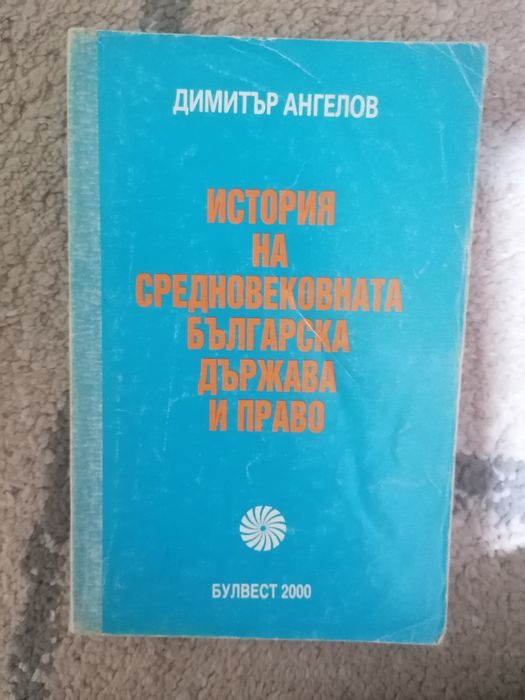 ДИМИТЪР АНГЕЛОВ
ИСТОРИЯ
НА
СРЕДНОВЕКОВНАТА
БЪЛГАРСКА
ДЪРЖАВА
И ПРАВО
БУЛВЕСТ 2000